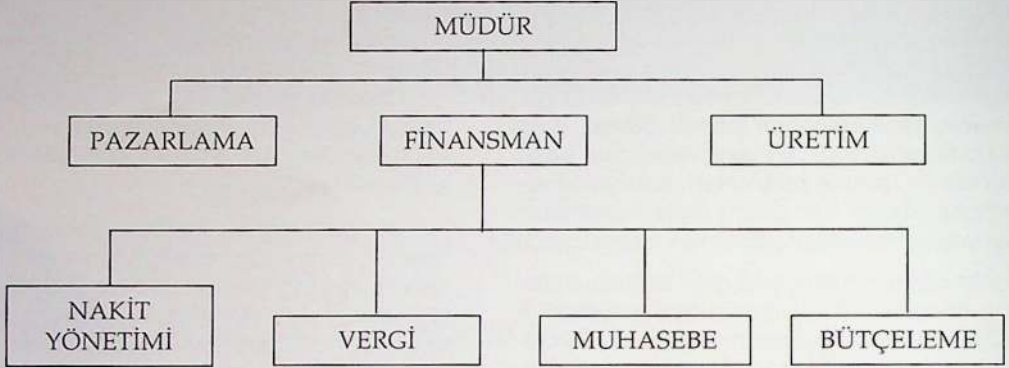 MÜDÜR
PAZARLAMA
FİNANSMAN
ÜRETİM
NAKİT
YÖNETİMİ
VERGİ
MUHASEBE
BÜTÇELEME